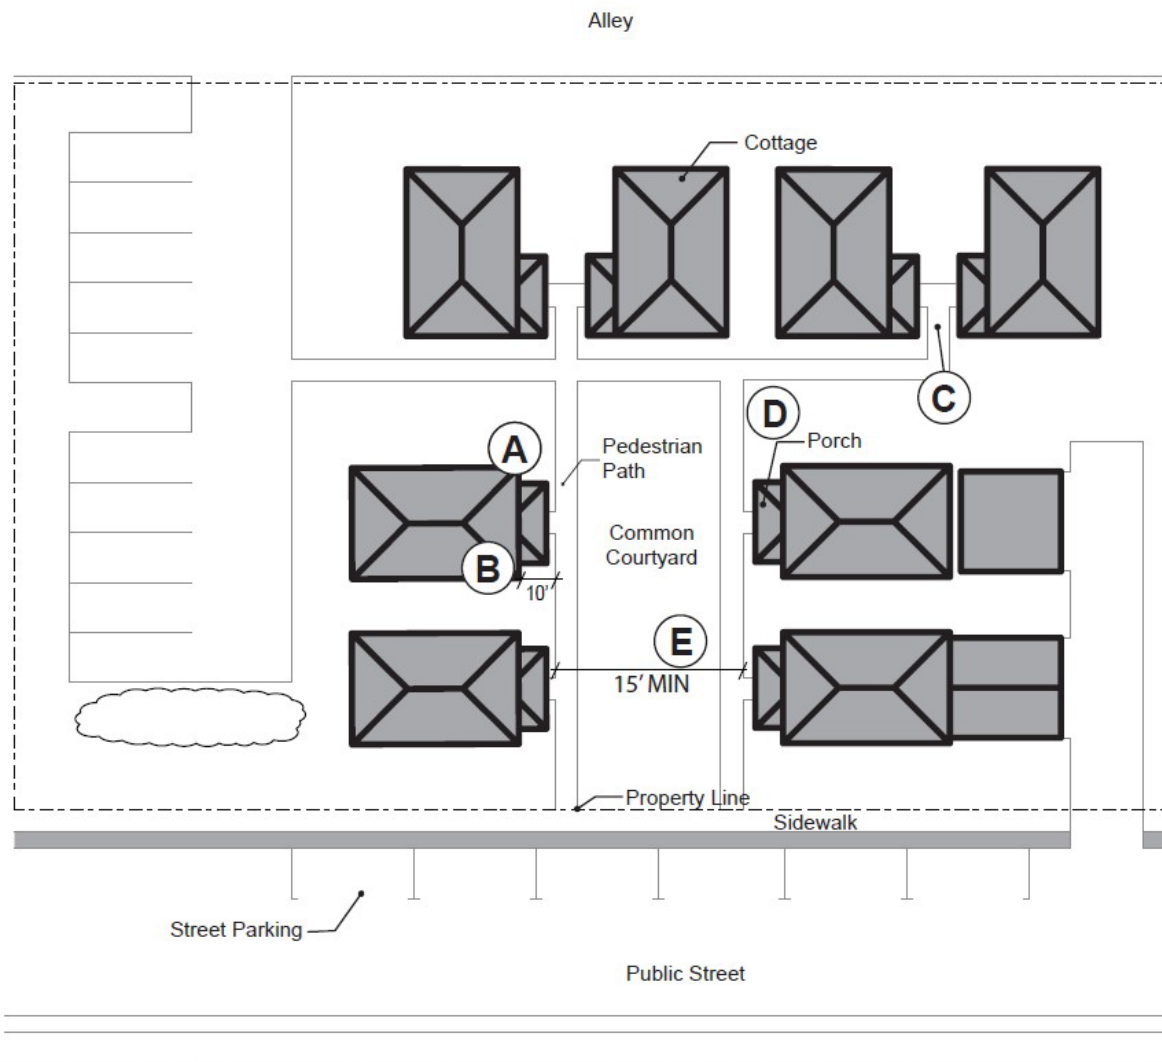 Alley
Cottage
C
D
A
Porch
Pedestrian
Path
Common
Courtyard
B
10'
E
15' MIN
Property Line
Sidewalk
Street Parking
Public Street